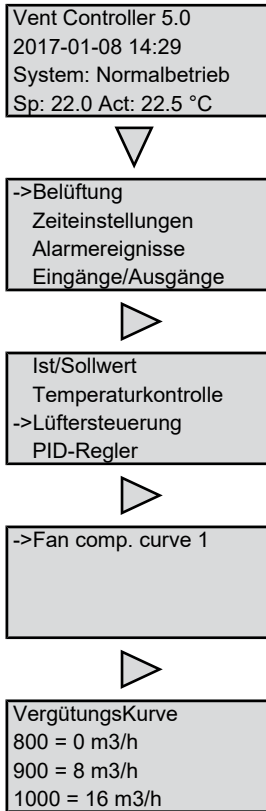 Vent Controller 5.0
2017-01-08 14:29
System: Normalbetrieb
Sp: 22.0 Act: 22.5 °C
->Belüftung
Zeiteinstellungen
Alarmereignisse
Eingänge/Ausgänge
Ist/Sollwert
Temperaturkontrolle
->Lüftersteuerung
PID-Regler
->Fan comp. curve 1
VergütungsKurve
800 = 0 m3/h
900 = 8 m3/h
1000 = 16 m3/h